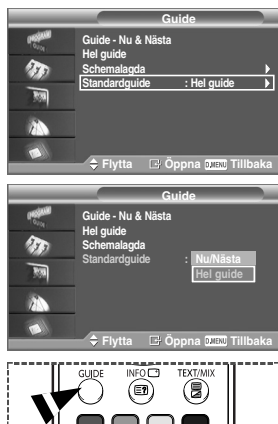 Guide
Guide - Nu & Nästa
Hel guide
Schemalagda
Standardguide : Hel guide
Flytta Öppna D.MENU Tillbaka
Guide
Guide - Nu & Nästa
Hel guide
Schemalagda
Standardguide : Nu/Nästa
Hel guide
Flytta Öppna D.MENU Tillbaka
GUIDE INFO TEXT/MIX